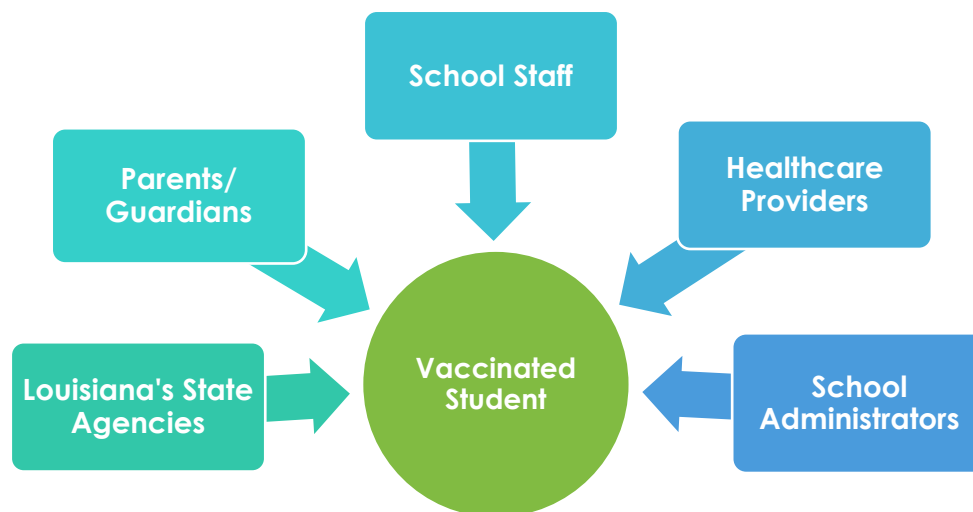 School Staff
Parents/
Guardians
Healthcare
Providers
Louisiana's State
Agencies
Vaccinated
Student
School
Administrators